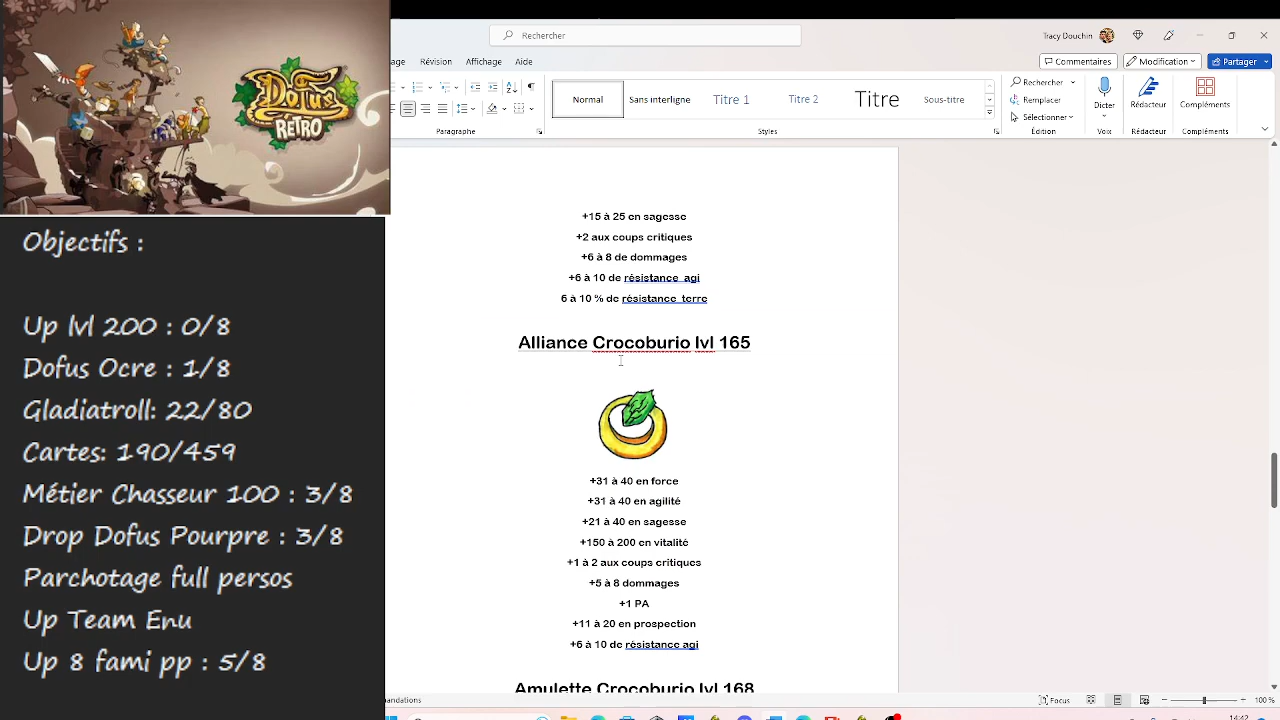 DOFUS
RETRO
Objectifs :
Up lvl 200 : 0/8
Dofus Ocre : 1/8
Gladiatroll: 22/80
Cartes: 190/459
Métier Chasseur 100 : 3/8
Drop Dofus Pourpre : 3/8
Parchotage full persos
Up Team Enu
Up 8 fami pp : 5/8
Rechercher
Tracy Douchin
Révision Affichage Aide
Commentaires Modification Partager
Normal Sans interligne Titre 1 Titre 2 Titre Sous-titre
Rechercher
Remplacer
Sélection
Dicter
Rédacteur
Compléments
Paragraphe Styles Édition Voix Rédacteur Compléments
+15 à 25 en sagesse
+2 aux coups critiques
+6 à 8 de dommages
+6 à 10 de résistance agi
6 à 10 % de résistance terre
Alliance Crocoburio lvl 165
+31 à 40 en force
+31 à 40 en agilité
+21 à 40 en sagesse
+150 à 200 en vitalité
+1 à 2 aux coups critiques
+5 à 8 dommages
+1 PA
+11 à 20 en prospection
+6 à 10 de résistance agi
Amulette Crocoburio lvl 168
Focus
100 %